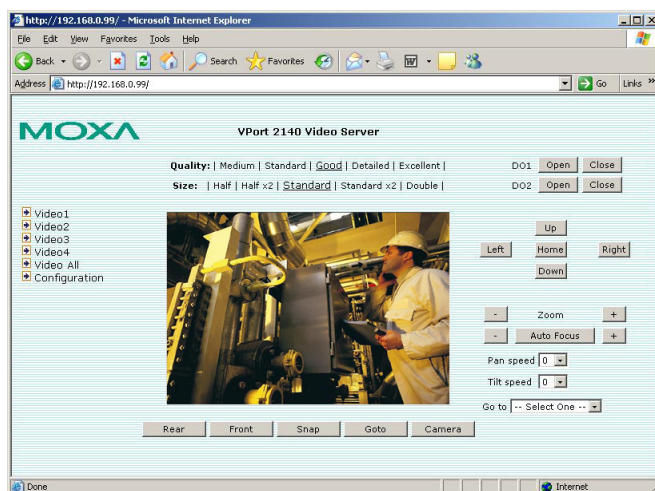 http://192.168.0.99/ - Microsoft Internet Explorer
File Edit View Favorites Tools Help
Back Search Favorites
Address http://192.168.0.99/ Go Links »
MOXA
VPort 2140 Video Server
Quality: | Medium | Standard | Good | Detailed | Excellent |
DO1 Open Close
Size: | Half | Half x2 | Standard | Standard x2 | Double |
DO2 Open Close
Video1
Video2
Video3
Video4
Video All
Configuration
Up
Left Home Right
Down
- Zoom +
- Auto Focus +
Pan speed 0
Tilt speed 0
Go to -- Select One --
Rear Front Snap Goto Camera
Done Internet